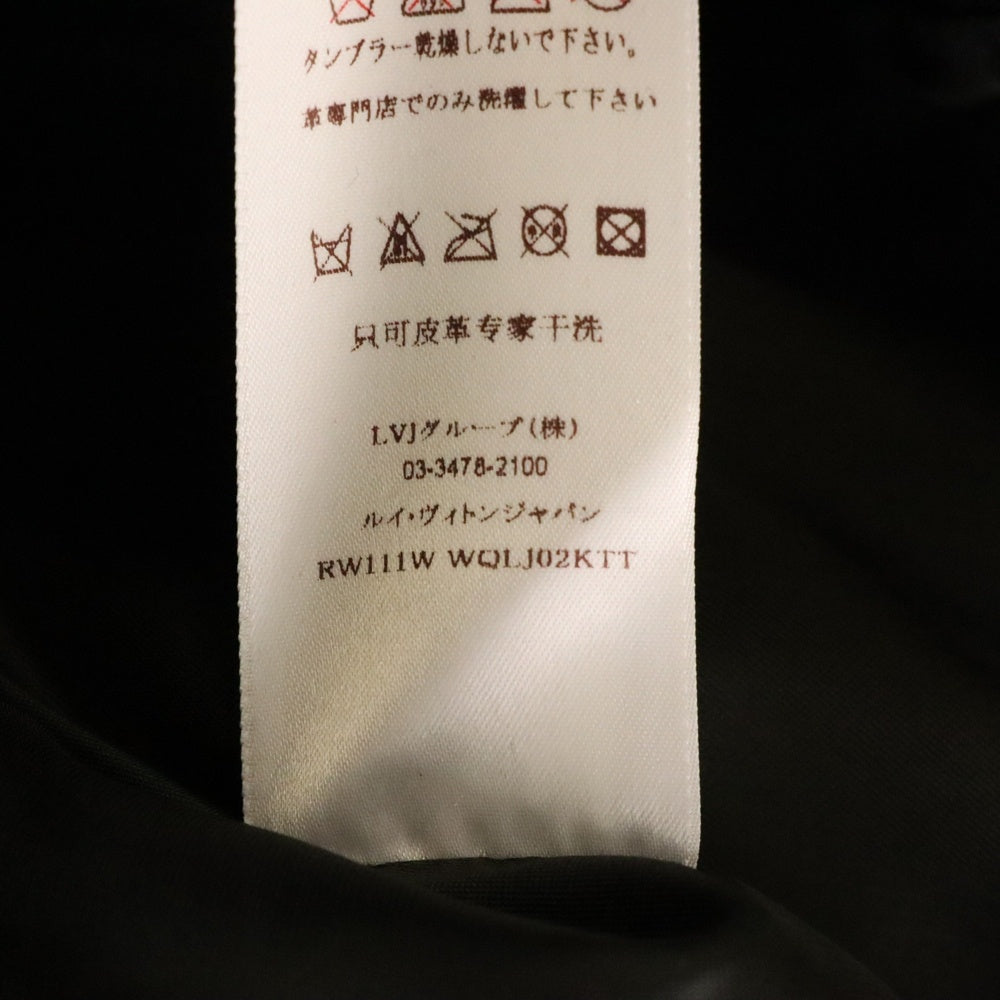 タンブラー乾燥しないで下さい。
革専門店でのみ洗濯して下さい
只可皮革专家干洗
LVJグループ(株)
03-3478-2100
ルイ・ヴィトンジャパン
RW111W WQLJ02KTT